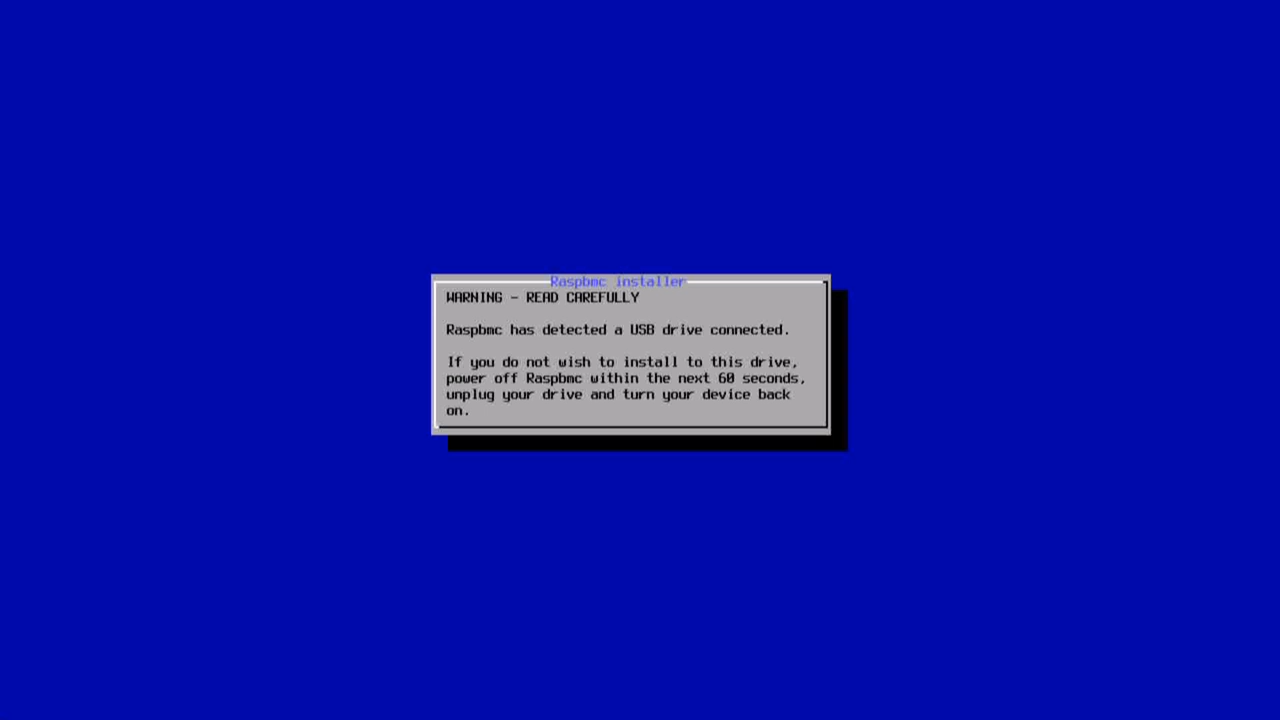 Raspbmc installer
WARNING - READ CAREFULLY
Raspbmc has detected a USB drive connected.
If you do not wish to install to this drive,
power off Raspbmc within the next 60 seconds,
unplug your drive and turn your device back
on.